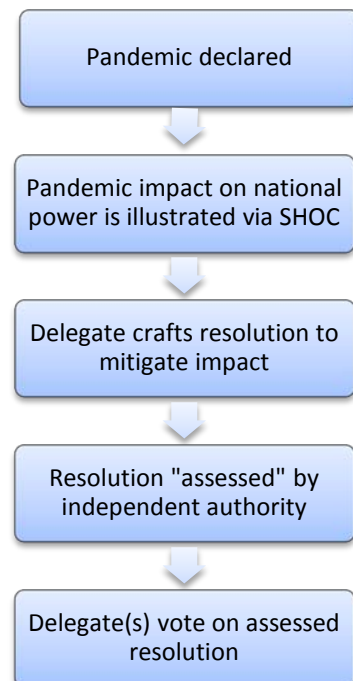 Pandemic declared
Pandemic impact on national
power is illustrated via SHOC
Delegate crafts resolution to
mitigate impact
Resolution "assessed" by
independent authority
Delegate(s) vote on assessed
resolution